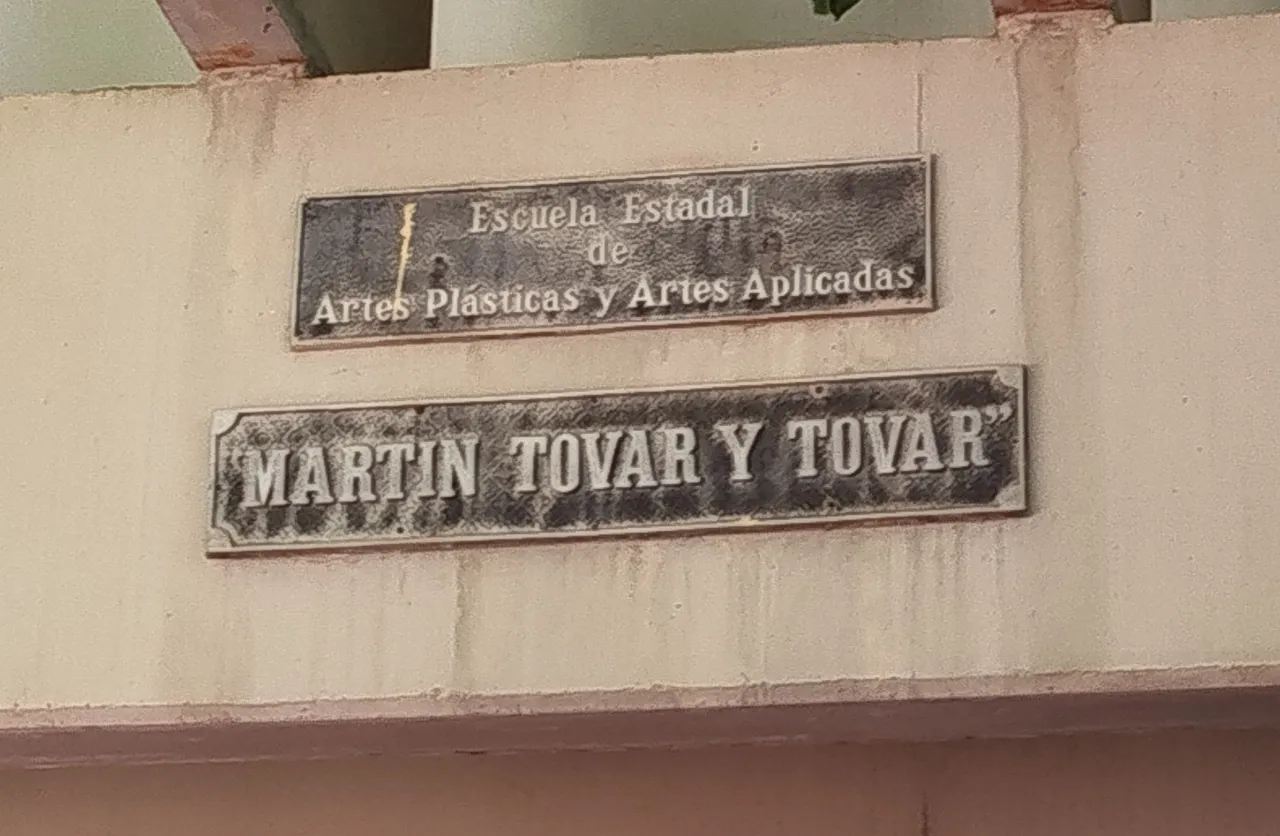 Escuela Estadal
de
Artes Plásticas y Artes Aplicadas
"MARTIN TOVAR Y TOVAR"